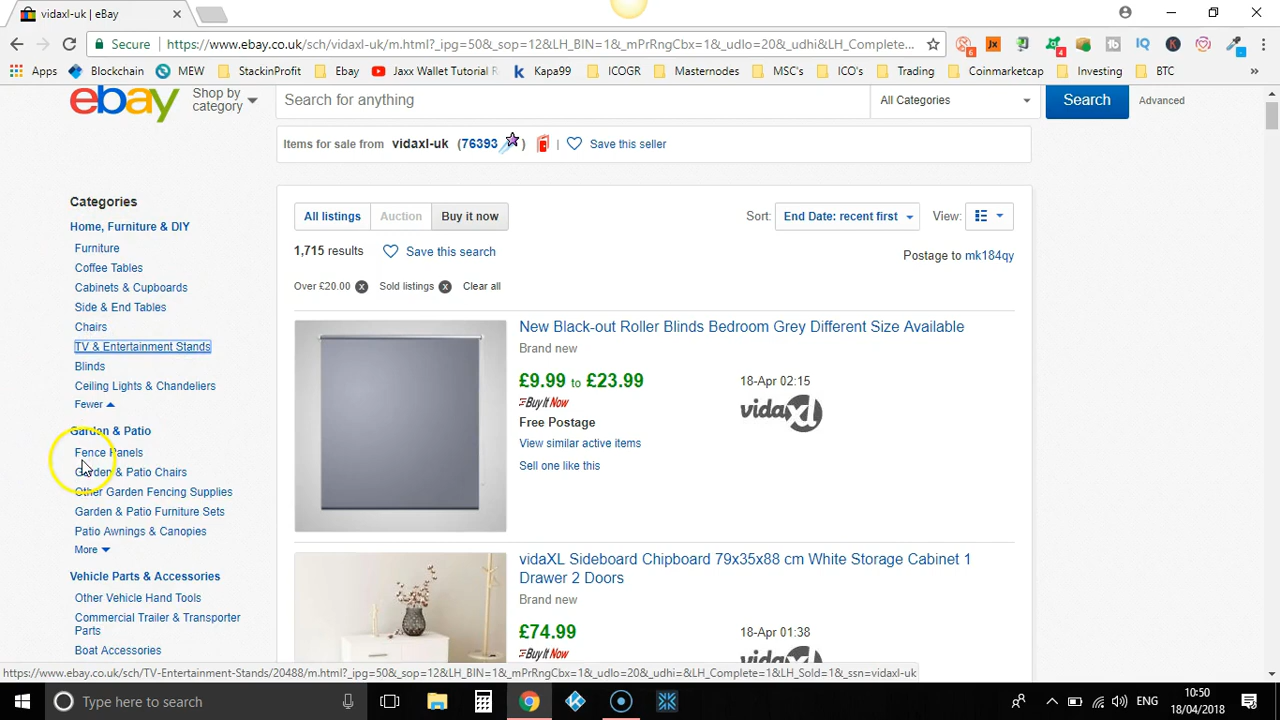 vidaxl-uk | eBay
Secure https://www.ebay.co.uk/sch/vidaxl-uk/m.html?_ipg=50&_sop=12&LH_BIN=1&_mPrRngCbx=1&_udlo=20&_udhi&LH_Complete=...
Apps Blockchain MEW StackinProfit Ebay Jaxx Wallet Tutorial Kapa99 ICOGR Masternodes MSC's ICO's Trading Coinmarketcap Investing BTC »
ebay Shop by category Search for anything All Categories Search Advanced
Items for sale from vidaxl-uk (76393 ) | Save this seller
Categories
Home, Furniture & DIY
Furniture
Coffee Tables
Cabinets & Cupboards
Side & End Tables
Chairs
TV & Entertainment Stands
Blinds
Ceiling Lights & Chandeliers
Fewer
Garden & Patio
Fence Panels
Garden & Patio Chairs
Other Garden Fencing Supplies
Garden & Patio Furniture Sets
Patio Awnings & Canopies
More
Vehicle Parts & Accessories
Other Vehicle Hand Tools
Commercial Trailer & Transporter
Parts
Boat Accessories
All listings Auction Buy it now Sort: End Date: recent first View:
1,715 results Save this search Postage to mk184qy
Over £20.00 x Sold listings x Clear all
New Black-out Roller Blinds Bedroom Grey Different Size Available
Brand new
£9.99 to £23.99 18-Apr 02:15
Buy It Now vidaXL
Free Postage
View similar active items
Sell one like this
vidaXL Sideboard Chipboard 79x35x88 cm White Storage Cabinet 1
Drawer 2 Doors
Brand new
£74.99 18-Apr 01:38
Buy It Now vidaXL
https://www.ebay.co.uk/sch/TV-Entertainment-Stands/20488/m.html?_ipg=50&_sop=12&LH_BIN=1&_mPrRngCbx=1&_udlo=20&_udhi=&LH_Complete=1&LH_Sold=1&_ssn=vidaxl-uk
Type here to search ENG 10:50
18/04/2018